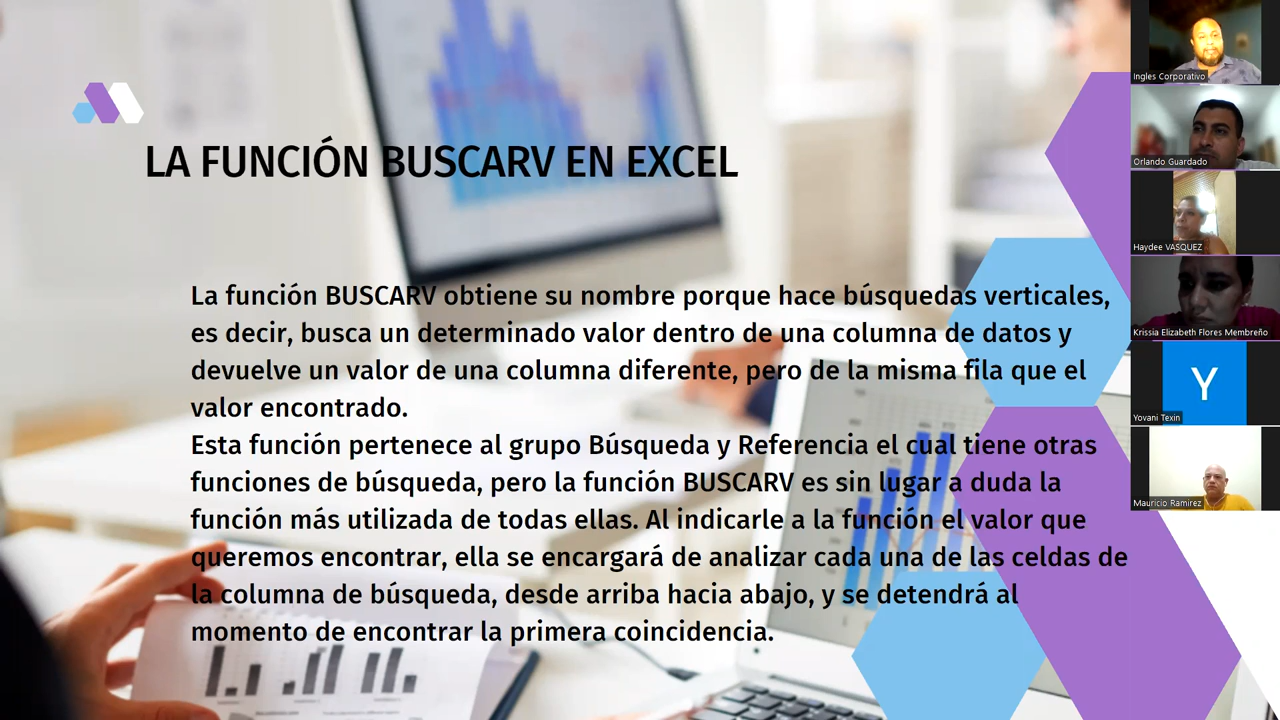 LA FUNCIÓN BUSCARV EN EXCEL
La función BUSCARV obtiene su nombre porque hace búsquedas verticales,
es decir, busca un determinado valor dentro de una columna de datos y
devuelve un valor de una columna diferente, pero de la misma fila que el
valor encontrado.
Esta función pertenece al grupo Búsqueda y Referencia el cual tiene otras
funciones de búsqueda, pero la función BUSCARV es sin lugar a duda la
función más utilizada de todas ellas. Al indicarle a la función el valor que
queremos encontrar, ella se encargará de analizar cada una de las celdas de
la columna de búsqueda, desde arriba hacia abajo, y se detendrá al
momento de encontrar la primera coincidencia.
Ingles Corporativo
Orlando Guardado
Haydee VASQUEZ
Krissia Elizabeth Flores Membreño
Y
Yovani Texin
Mauricio Ramirez